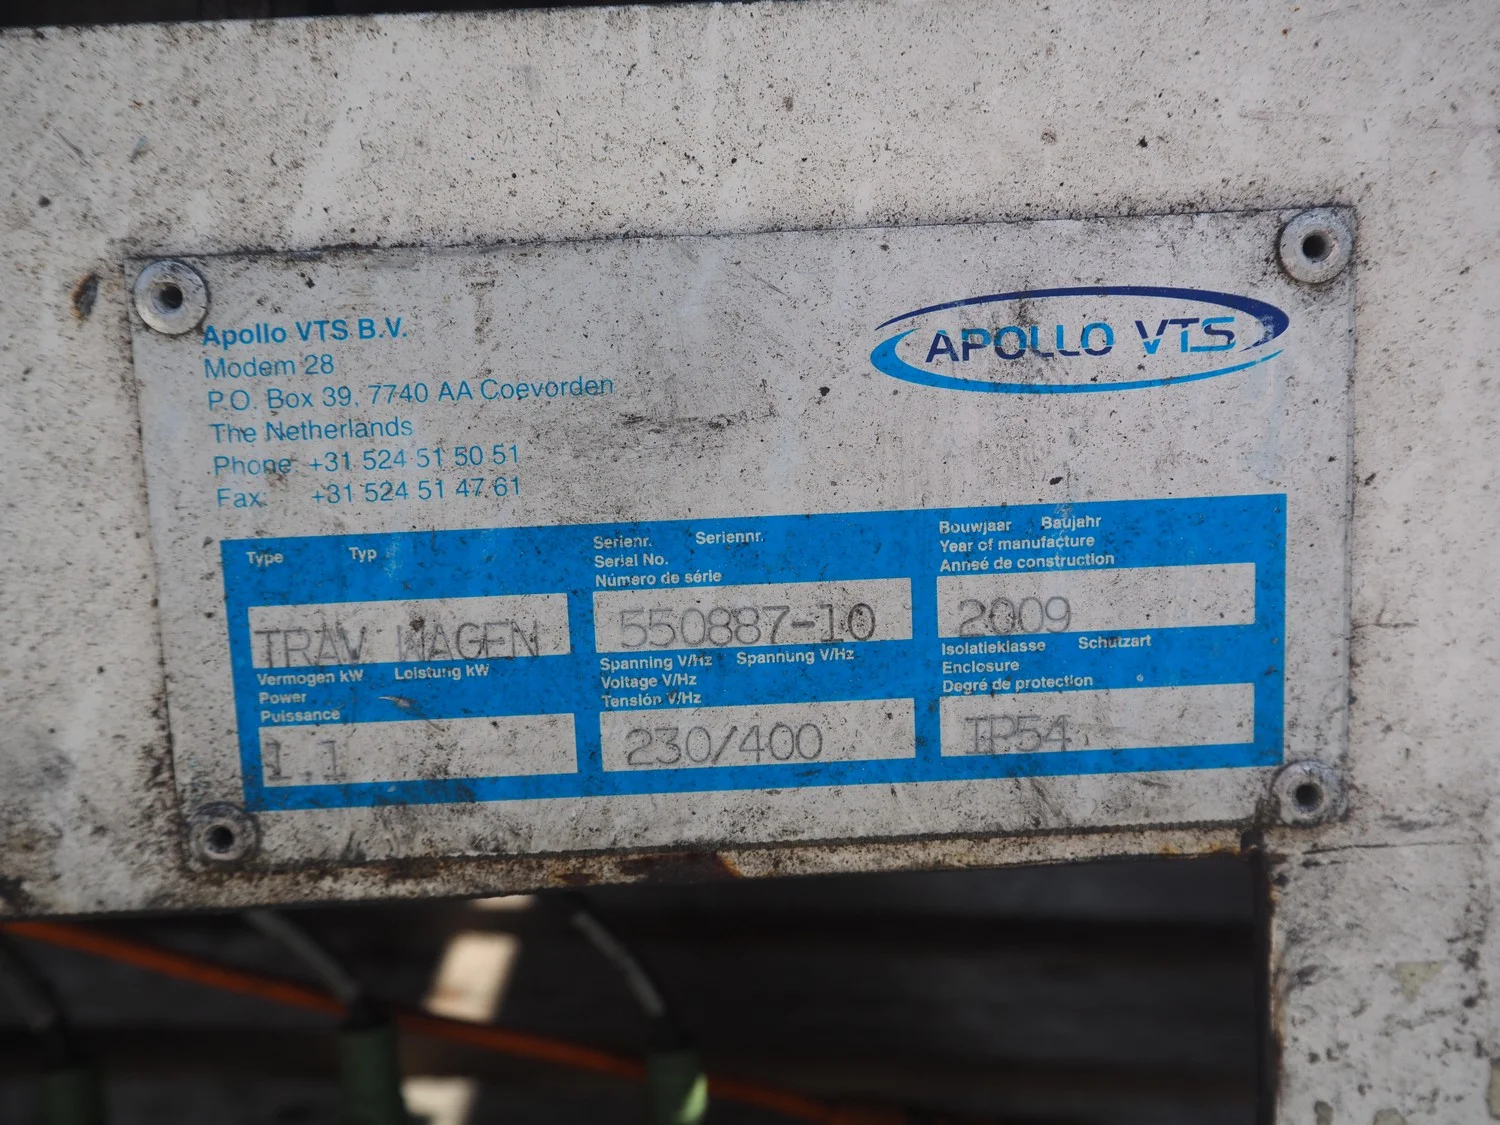 Apollo VTS B.V.
Modem 28
P.O. Box 39, 7740 AA Coevorden
The Netherlands
Phone: +31 524 51 50 51
Fax: +31 524 51 47 61
APOLLO VTS
Type Typ
TRAV WAGEN
Serienr. Seriennr.
Serial No.
Número de série
550887-10
Bouwjaar Baujahr
Year of manufacture
Anneé de construction
2009
Vermogen kW Leistung kW
Power
Puissance
1.1
Spanning V/Hz Spannung V/Hz
Voltage V/Hz
Tensión V/Hz
230/400
Isolatieklasse Schutzart
Enclosure
Degré de protection
IP54